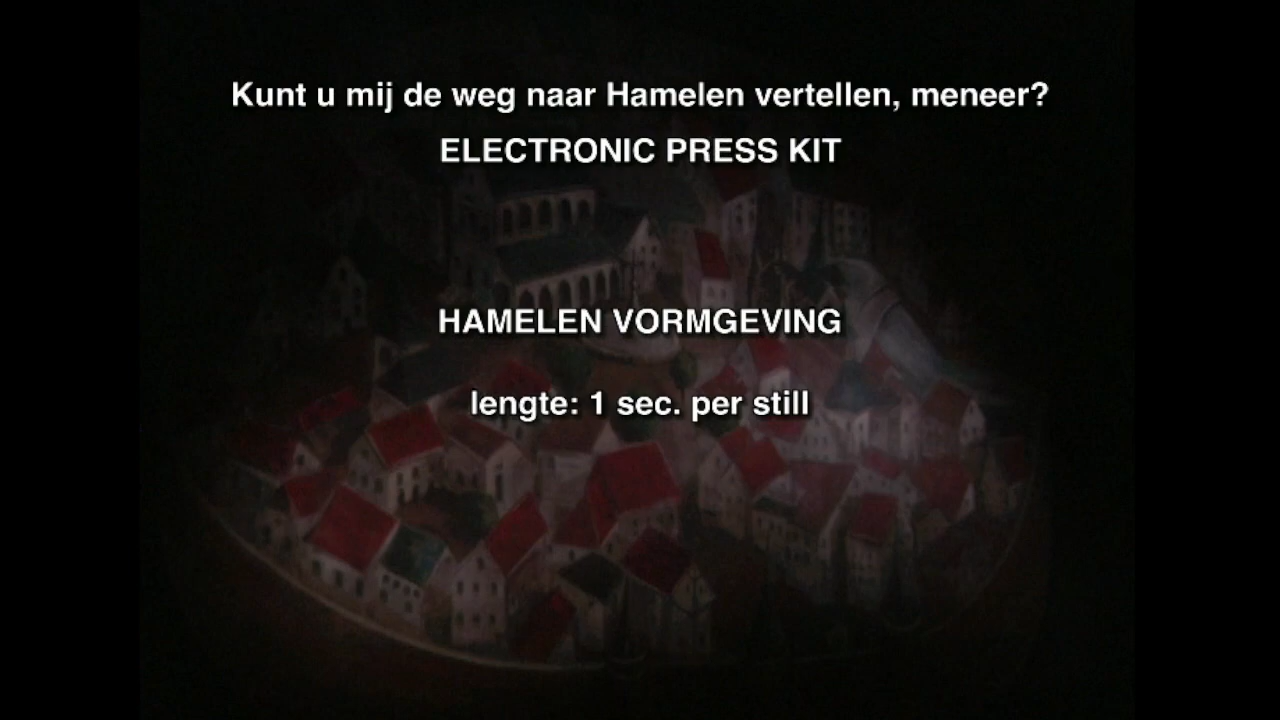 Kunt u mij de weg naar Hamelen vertellen, meneer?
ELECTRONIC PRESS KIT
HAMELEN VORMGEVING
lengte: 1 sec. per still